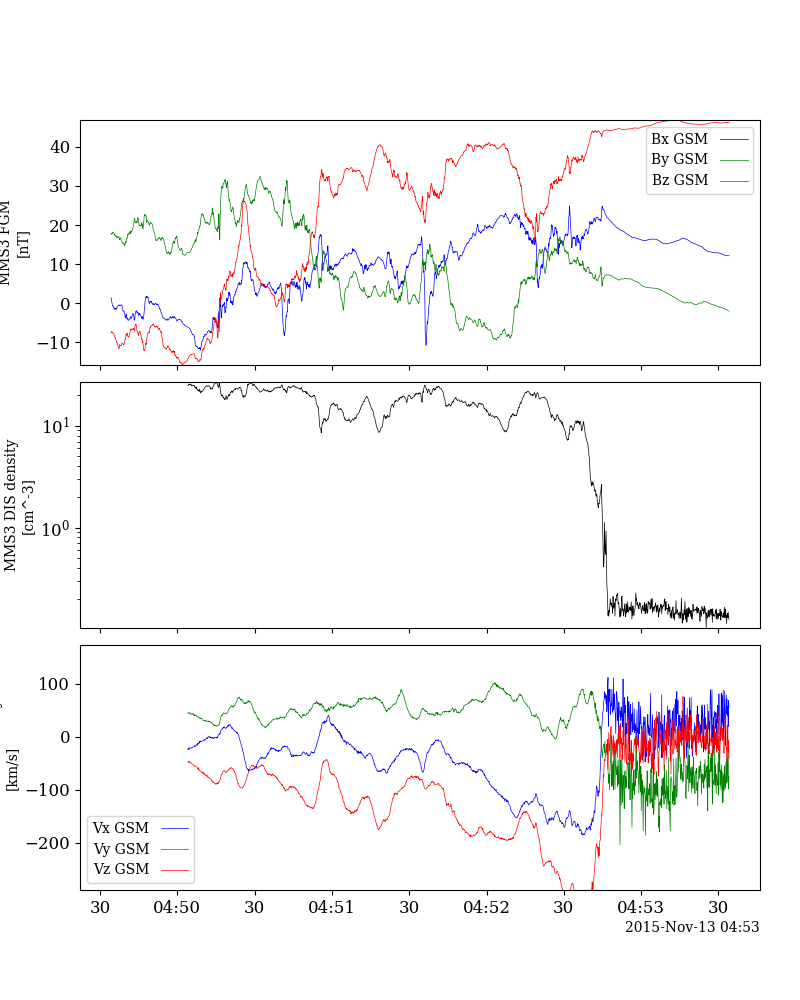 MMS3 FGM
[nT]
40
30
20
10
0
−10
Bx GSM
By GSM
Bz GSM
MMS3 DIS density
[cm^-3]
10^1
10^0
[km/s]
100
0
−100
−200
Vx GSM
Vy GSM
Vz GSM
30 04:50 30 04:51 30 04:52 30 04:53 30
2015-Nov-13 04:53